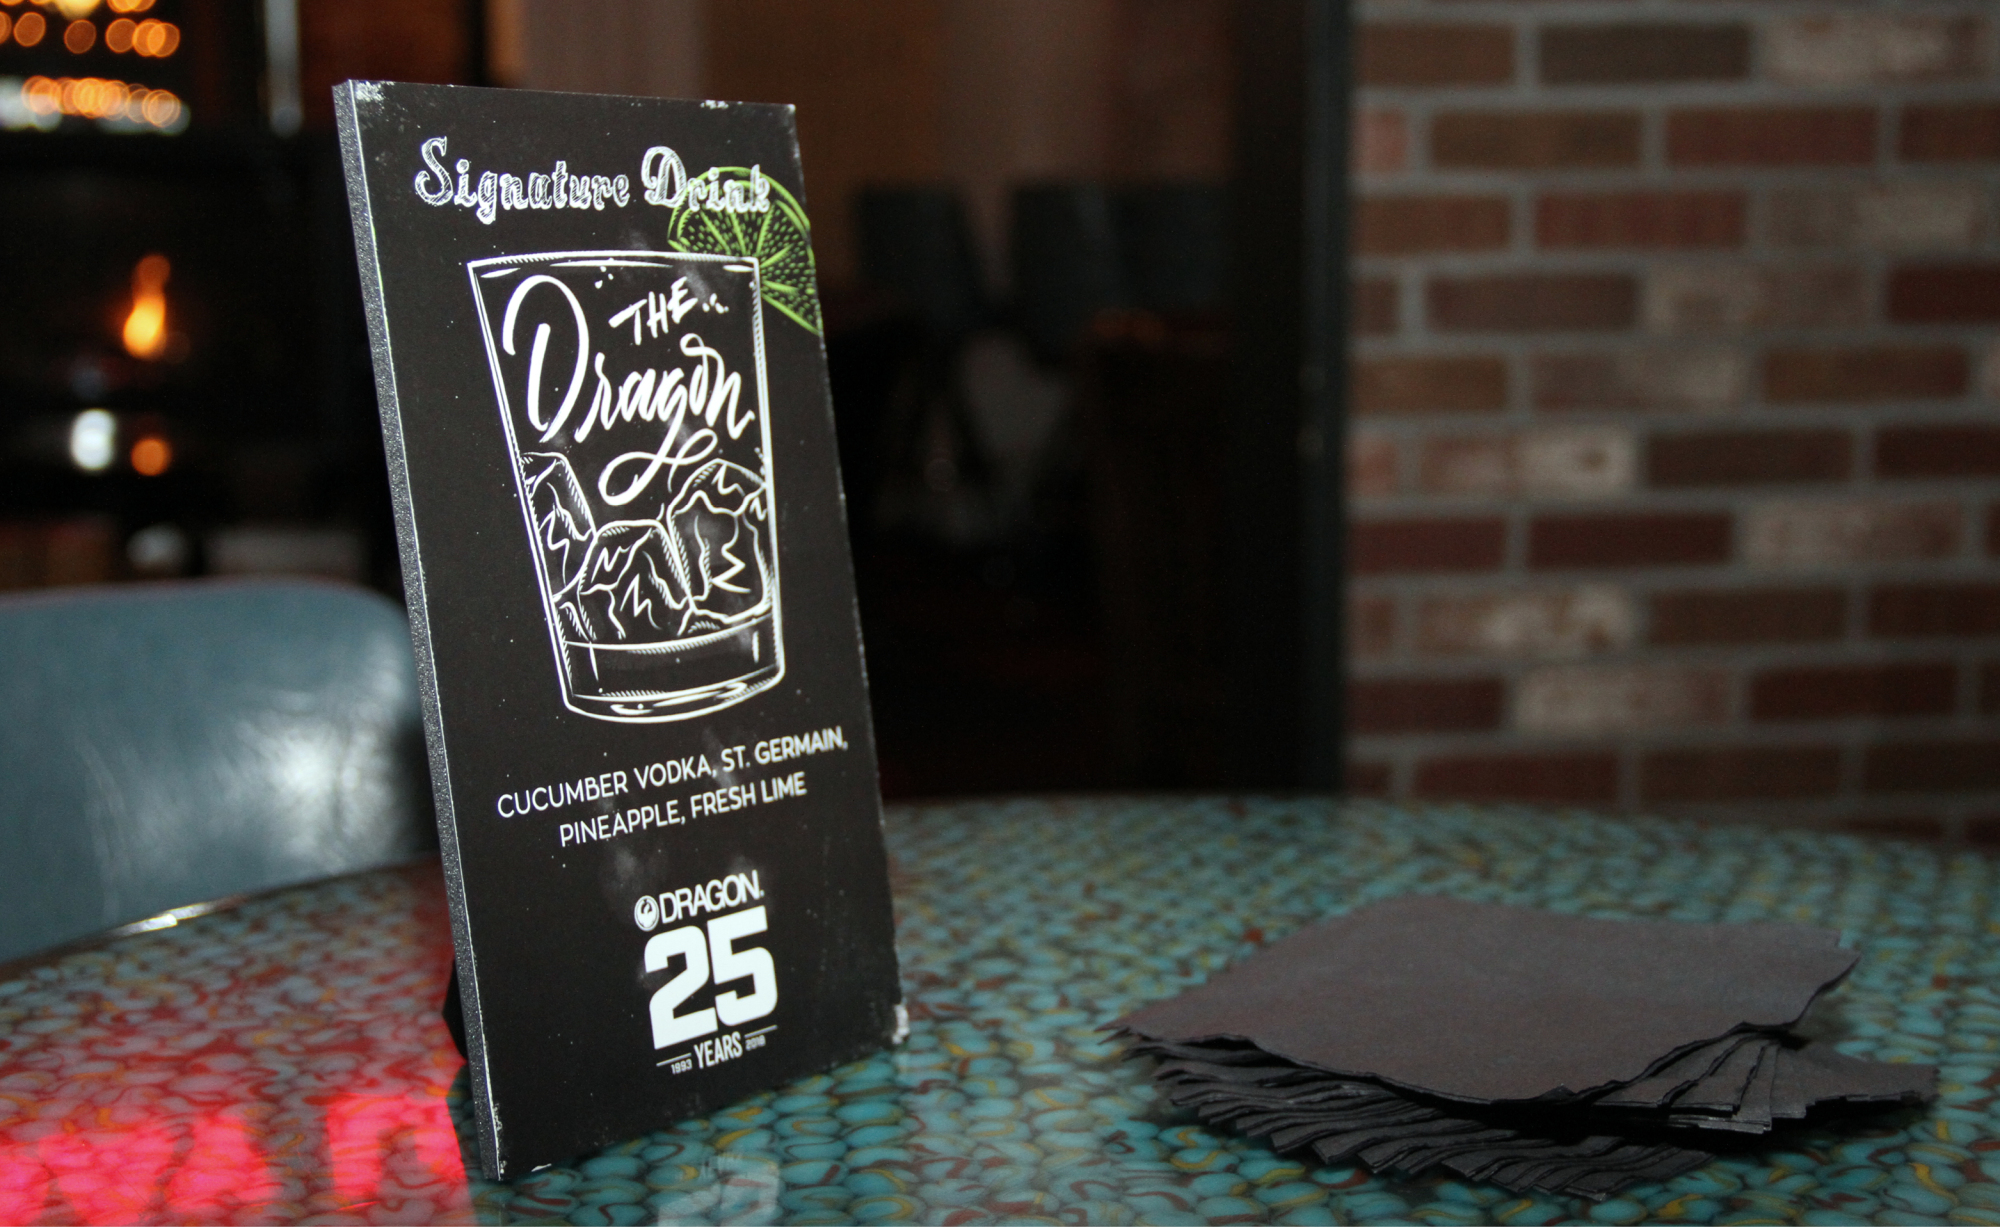 Signature Drink
THE
Dragon
CUCUMBER VODKA, ST. GERMAIN,
PINEAPPLE, FRESH LIME
DRAGON.
25
1993 YEARS 2018